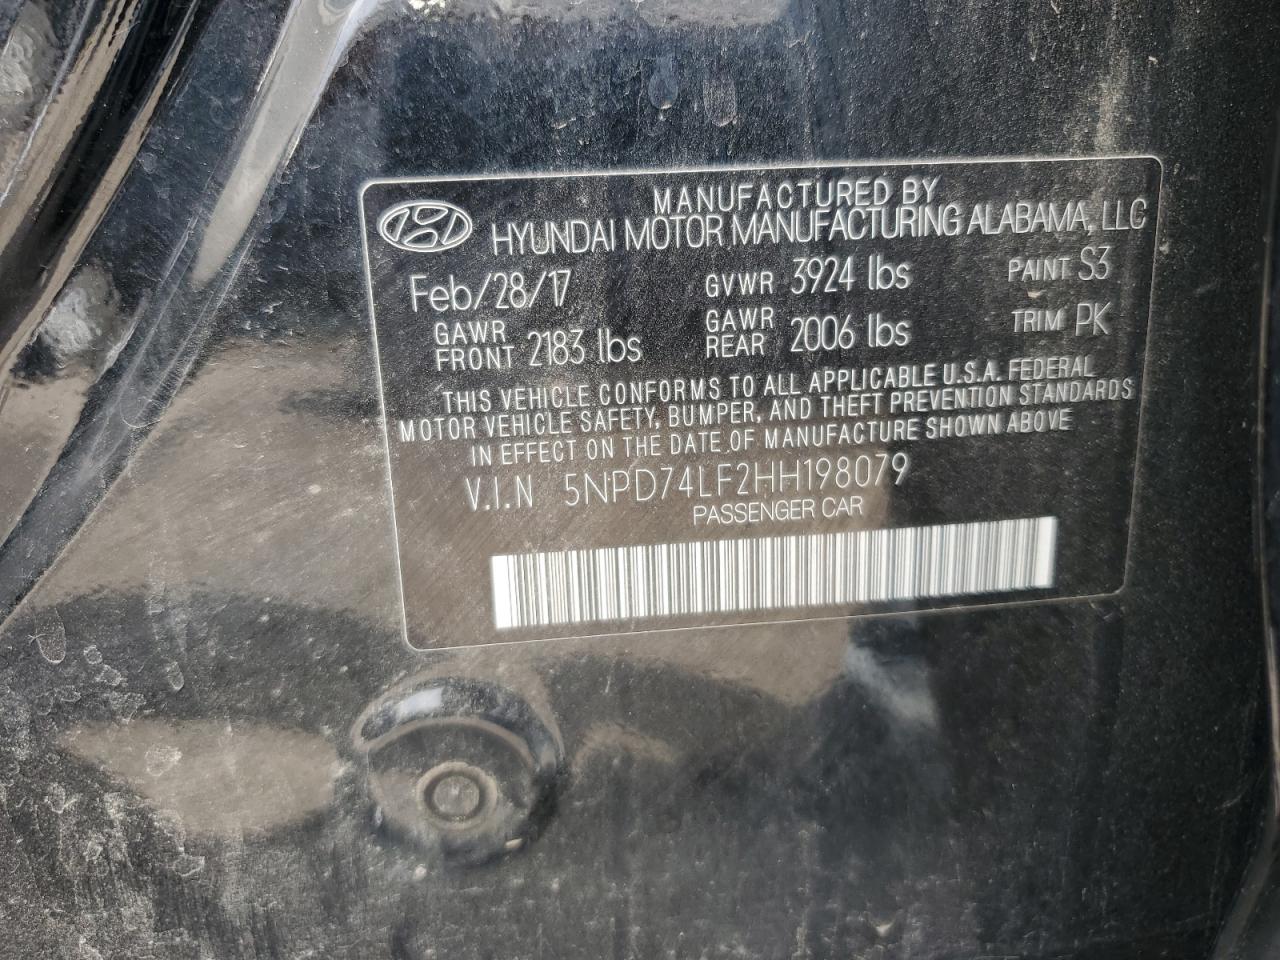 MANUFACTURED BY
HYUNDAI MOTOR MANUFACTURING ALABAMA, LLC
Feb/28/17 GVWR 3924 lbs PAINT S3
GAWR FRONT 2183 lbs GAWR REAR 2006 lbs TRIM PK
THIS VEHICLE CONFORMS TO ALL APPLICABLE U.S.A. FEDERAL
MOTOR VEHICLE SAFETY, BUMPER, AND THEFT PREVENTION STANDARDS
IN EFFECT ON THE DATE OF MANUFACTURE SHOWN ABOVE
V.I.N 5NPD74LF2HH198079
PASSENGER CAR